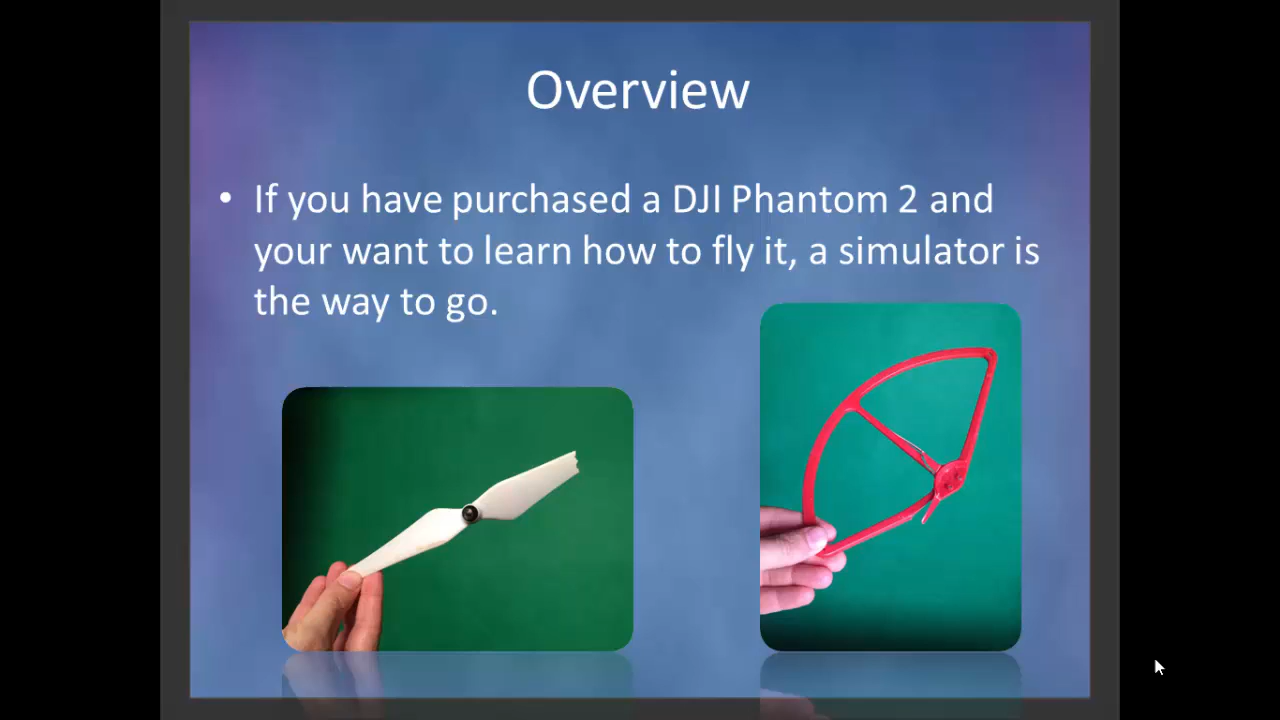 Overview
• If you have purchased a DJI Phantom 2 and
your want to learn how to fly it, a simulator is
the way to go.